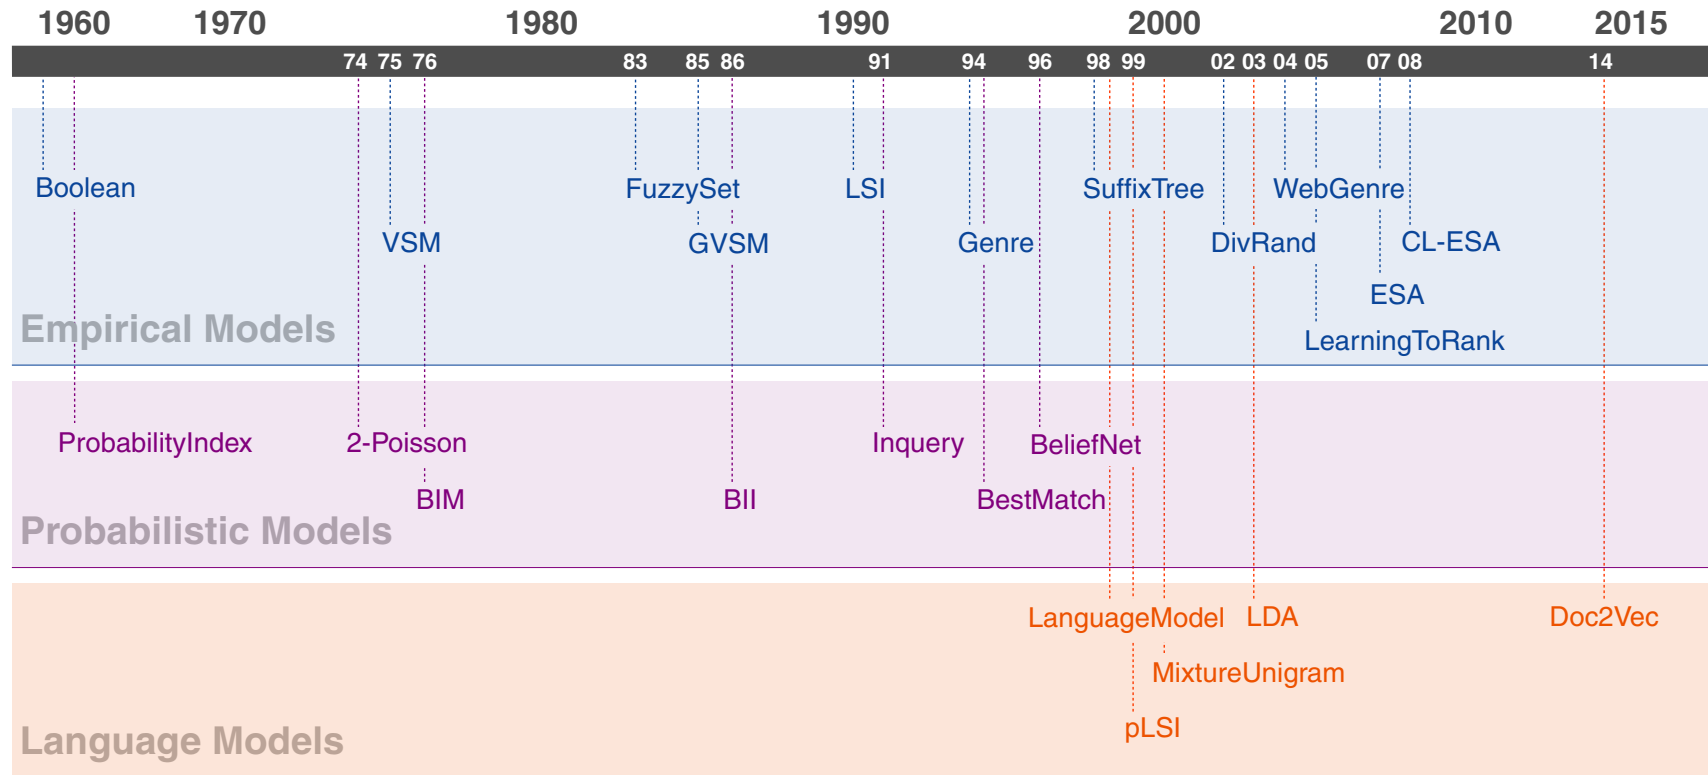 1960 1970 1980 1990 2000 2010 2015
74 75 76 83 85 86 91 94 96 98 99 02 03 04 05 07 08 14
Boolean FuzzySet LSI SuffixTree WebGenre
VSM GVSM Genre DivRand CL-ESA
ESA
Empirical Models
LearningToRank
ProbabilityIndex 2-Poisson Inquery BeliefNet
BIM BII BestMatch
Probabilistic Models
LanguageModel LDA Doc2Vec
MixtureUnigram
pLSI
Language Models